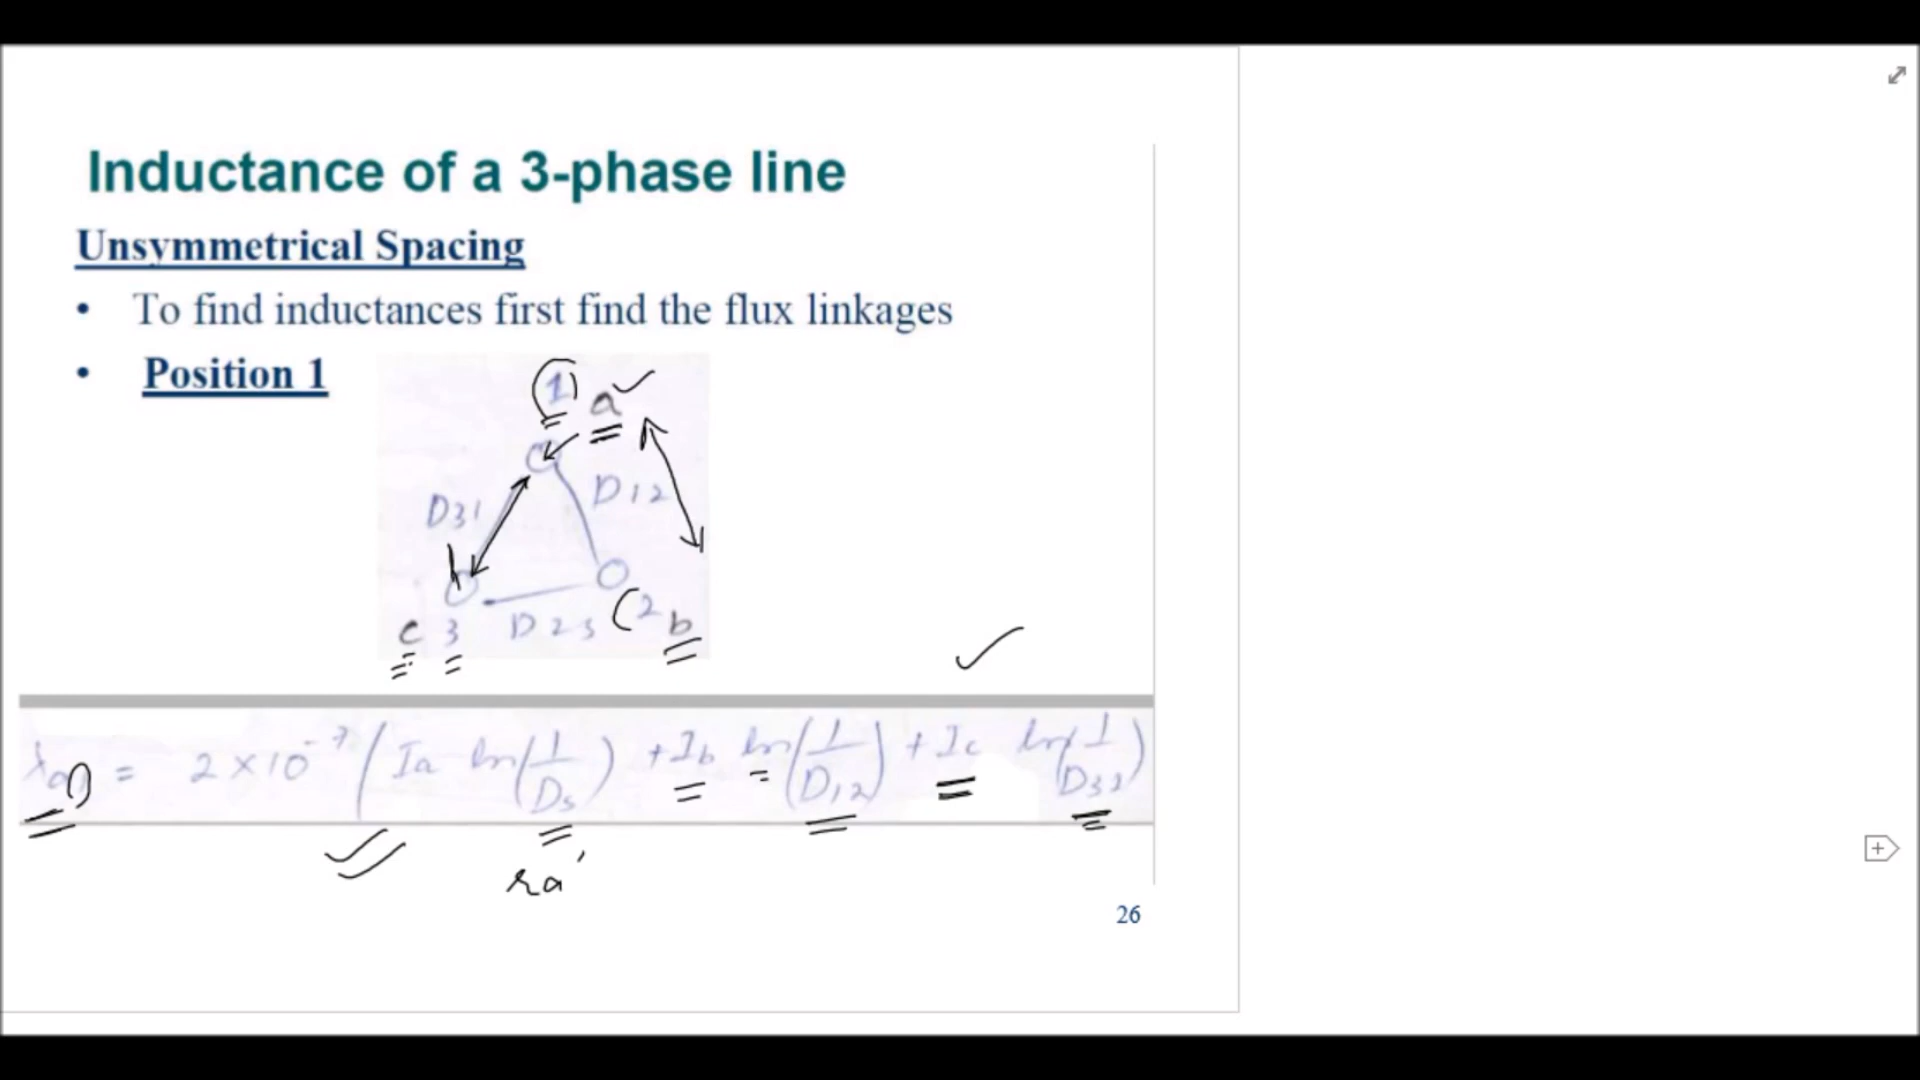 Inductance of a 3-phase line
Unsymmetrical Spacing
• To find inductances first find the flux linkages
• Position 1
1 a
D31 D12
c 3 D23 2 b
λa1 = 2×10⁻⁷ (Ia ln(1/Ds) + Ib ln(1/D12) + Ic ln(1/D31))
ra'
26